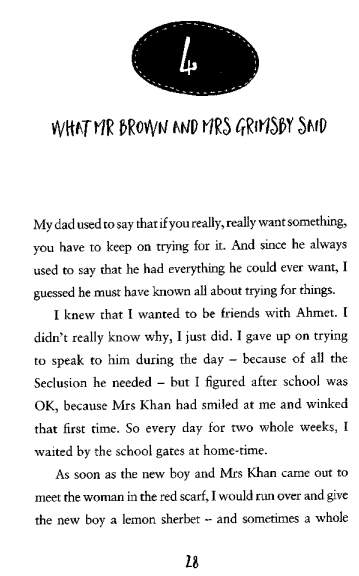 4
WHAT MR BROWN AND MRS GRIMSBY SAID
My dad used to say that if you really, really want something,
you have to keep on trying for it. And since he always
used to say that he had everything he could ever want, I
guessed he must have known all about trying for things.
I knew that I wanted to be friends with Ahmet. I
didn't really know why, I just did. I gave up on trying
to speak to him during the day – because of all the
Seclusion he needed – but I figured after school was
OK, because Mrs Khan had smiled at me and winked
that first time. So every day for two whole weeks, I
waited by the school gates at home-time.
As soon as the new boy and Mrs Khan came out to
meet the woman in the red scarf, I would run over and give
the new boy a lemon sherbet – and sometimes a whole
28